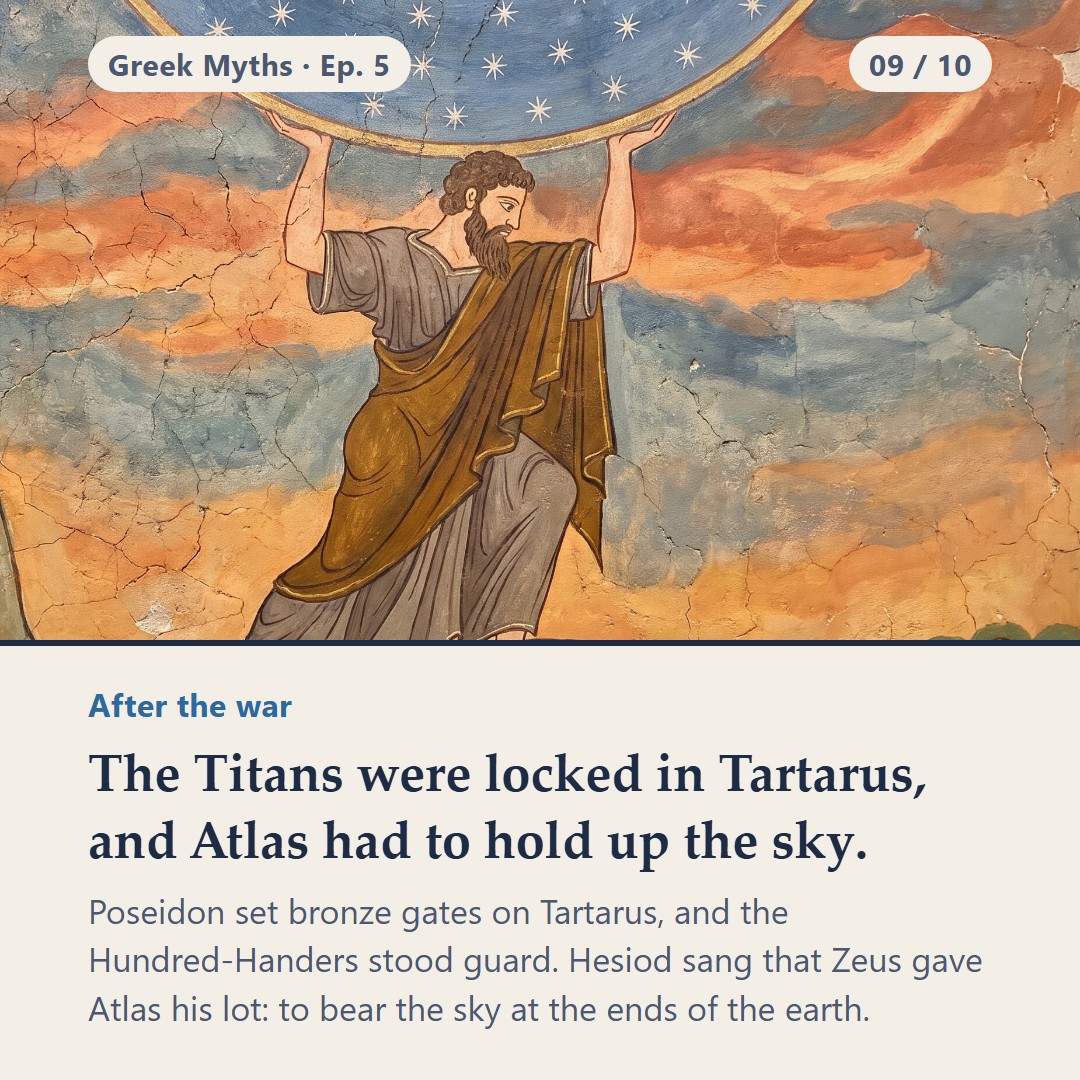 Greek Myths · Ep. 5
09 / 10
After the war
The Titans were locked in Tartarus,
and Atlas had to hold up the sky.
Poseidon set bronze gates on Tartarus, and the
Hundred-Handers stood guard. Hesiod sang that Zeus gave
Atlas his lot: to bear the sky at the ends of the earth.